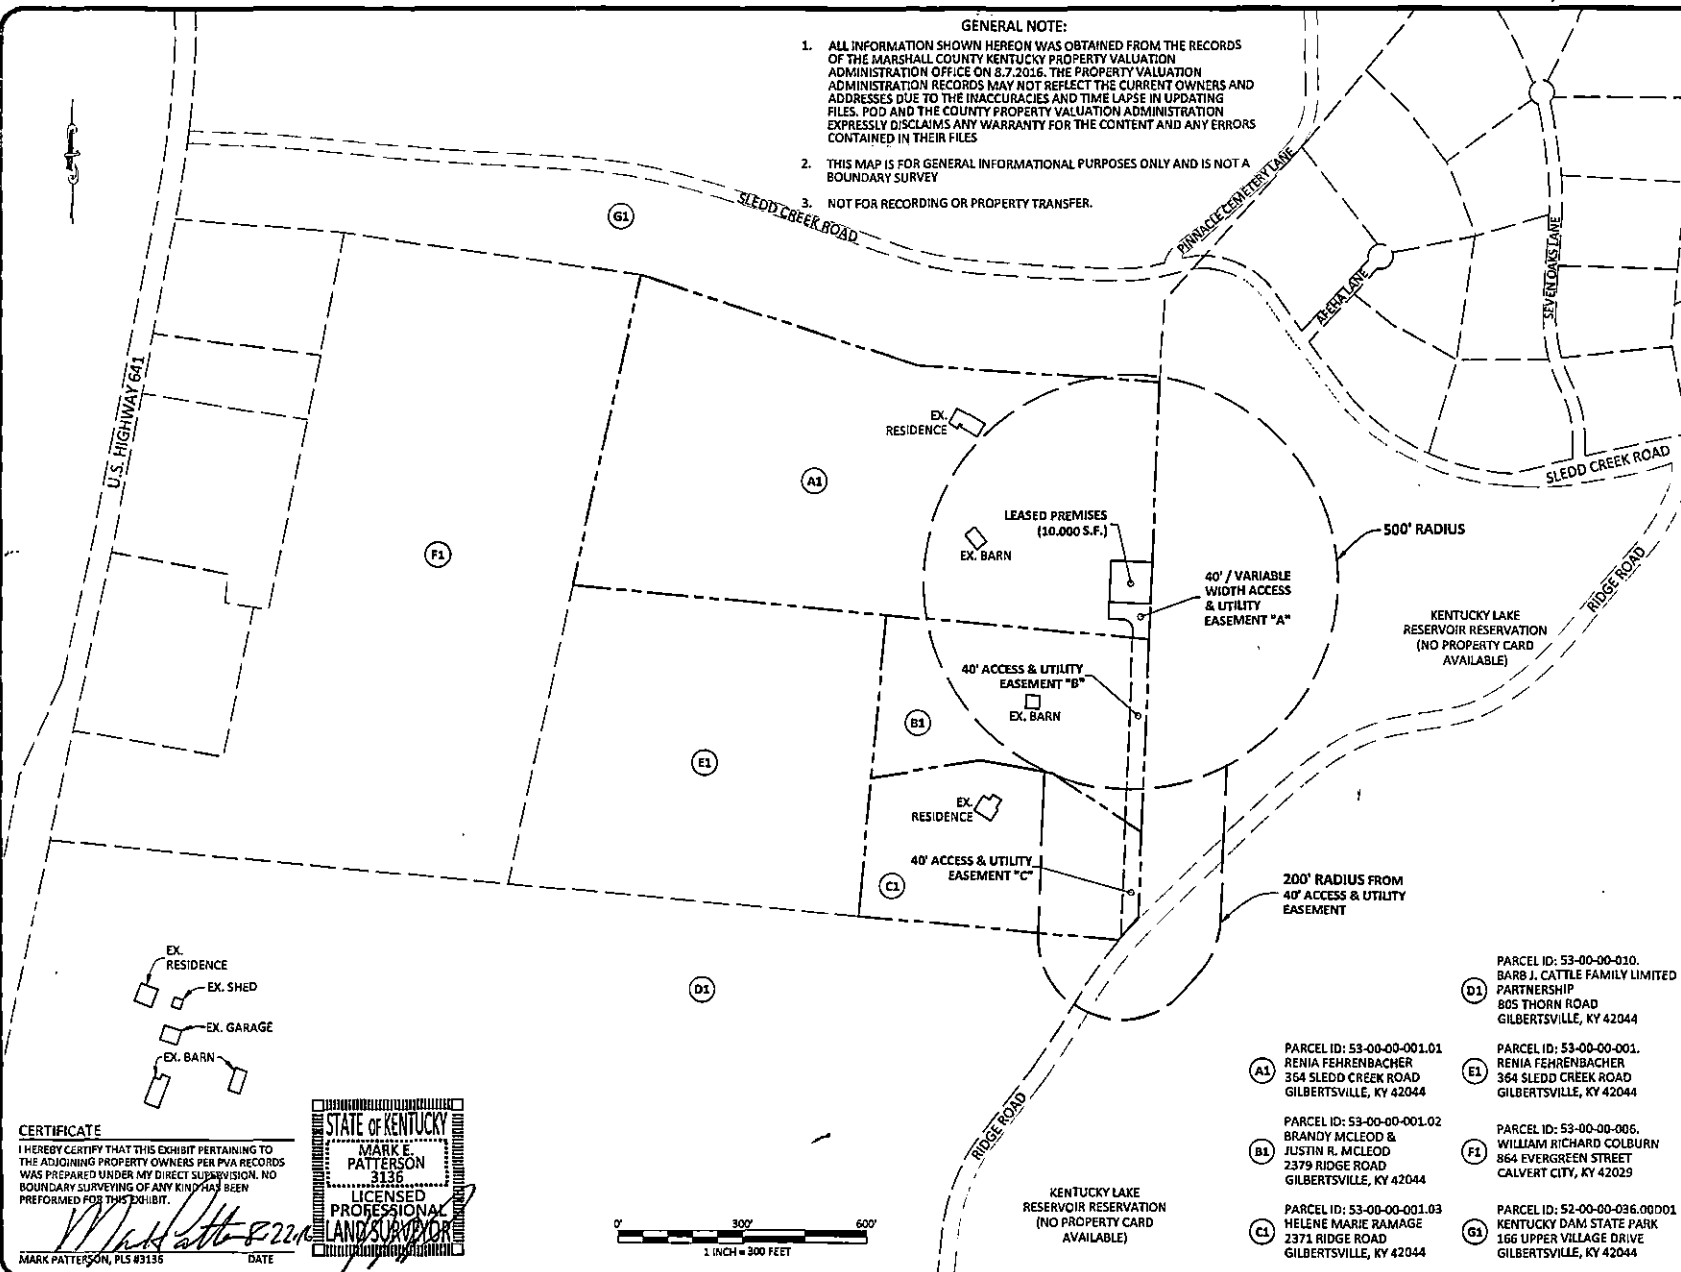 GENERAL NOTE:
1. ALL INFORMATION SHOWN HEREON WAS OBTAINED FROM THE RECORDS
OF THE MARSHALL COUNTY KENTUCKY PROPERTY VALUATION
ADMINISTRATION OFFICE ON 8.7.2016. THE PROPERTY VALUATION
ADMINISTRATION RECORDS MAY NOT REFLECT THE CURRENT OWNERS AND
ADDRESSES DUE TO THE INACCURACIES AND TIME LAPSE IN UPDATING
FILES. POD AND THE COUNTY PROPERTY VALUATION ADMINISTRATION
EXPRESSLY DISCLAIMS ANY WARRANTY FOR THE CONTENT AND ANY ERRORS
CONTAINED IN THEIR FILES
2. THIS MAP IS FOR GENERAL INFORMATIONAL PURPOSES ONLY AND IS NOT A
BOUNDARY SURVEY
3. NOT FOR RECORDING OR PROPERTY TRANSFER.
PINNACLE CEMETERY LANE
G1
SLEDD CREEK ROAD
AFEHA LANE
SEVEN OAKS LANE
U.S. HIGHWAY 641
EX.
RESIDENCE
SLEDD CREEK ROAD
A1
LEASED PREMISES
(10.000 S.F.)
500' RADIUS
F1
EX. BARN
40' / VARIABLE
WIDTH ACCESS
& UTILITY
EASEMENT "A"
RIDGE ROAD
KENTUCKY LAKE
RESERVOIR RESERVATION
(NO PROPERTY CARD
AVAILABLE)
40' ACCESS & UTILITY
EASEMENT "B"
EX. BARN
B1
E1
EX.
RESIDENCE
40' ACCESS & UTILITY
EASEMENT "C"
C1
200' RADIUS FROM
40' ACCESS & UTILITY
EASEMENT
EX.
RESIDENCE
EX. SHED
EX. GARAGE
EX. BARN
D1
RIDGE ROAD
KENTUCKY LAKE
RESERVOIR RESERVATION
(NO PROPERTY CARD
AVAILABLE)
D1
PARCEL ID: 53-00-00-010.
BARB J. CATTLE FAMILY LIMITED
PARTNERSHIP
805 THORN ROAD
GILBERTSVILLE, KY 42044
A1
PARCEL ID: 53-00-00-001.01
RENIA FEHRENBACHER
364 SLEDD CREEK ROAD
GILBERTSVILLE, KY 42044
E1
PARCEL ID: 53-00-00-001.
RENIA FEHRENBACHER
364 SLEDD CREEK ROAD
GILBERTSVILLE, KY 42044
B1
PARCEL ID: 53-00-00-001.02
BRANDY MCLEOD &
JUSTIN R. MCLEOD
2379 RIDGE ROAD
GILBERTSVILLE, KY 42044
F1
PARCEL ID: 53-00-00-006.
WILLIAM RICHARD COLBURN
864 EVERGREEN STREET
CALVERT CITY, KY 42029
C1
PARCEL ID: 53-00-00-001.03
HELENE MARIE RAMAGE
2371 RIDGE ROAD
GILBERTSVILLE, KY 42044
G1
PARCEL ID: 52-00-00-036.00D01
KENTUCKY DAM STATE PARK
166 UPPER VILLAGE DRIVE
GILBERTSVILLE, KY 42044
CERTIFICATE
I HEREBY CERTIFY THAT THIS EXHIBIT PERTAINING TO
THE ADJOINING PROPERTY OWNERS PER PVA RECORDS
WAS PREPARED UNDER MY DIRECT SUPERVISION. NO
BOUNDARY SURVEYING OF ANY KIND HAS BEEN
PREFORMED FOR THIS EXHIBIT.
Mark Patterson 8-22-16
MARK PATTERSON, PLS #3136 DATE
STATE OF KENTUCKY
MARK E.
PATTERSON
3136
LICENSED
PROFESSIONAL
LAND SURVEYOR
0' 300' 600'
1 INCH = 300 FEET